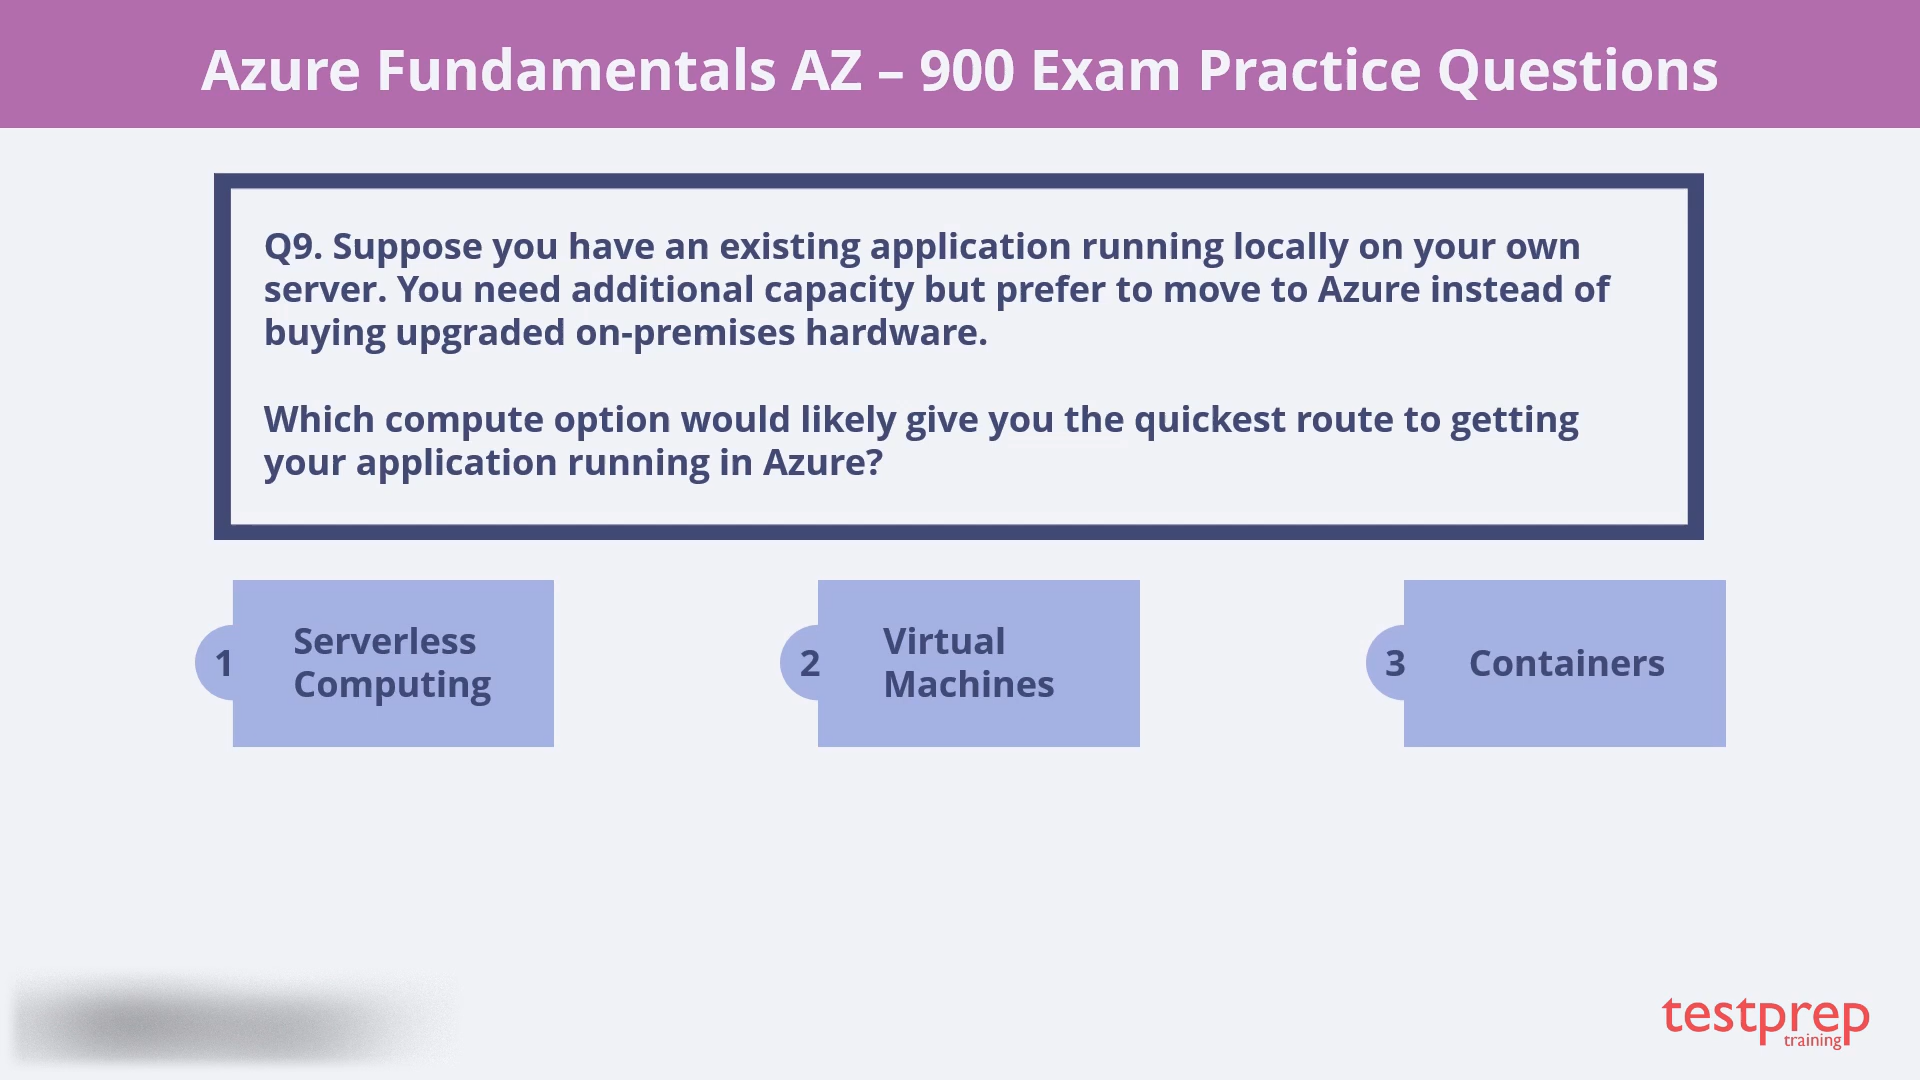 Azure Fundamentals AZ – 900 Exam Practice Questions
Q9. Suppose you have an existing application running locally on your own
server. You need additional capacity but prefer to move to Azure instead of
buying upgraded on-premises hardware.
Which compute option would likely give you the quickest route to getting
your application running in Azure?
1
Serverless
Computing
2
Virtual
Machines
3
Containers
testprep
training